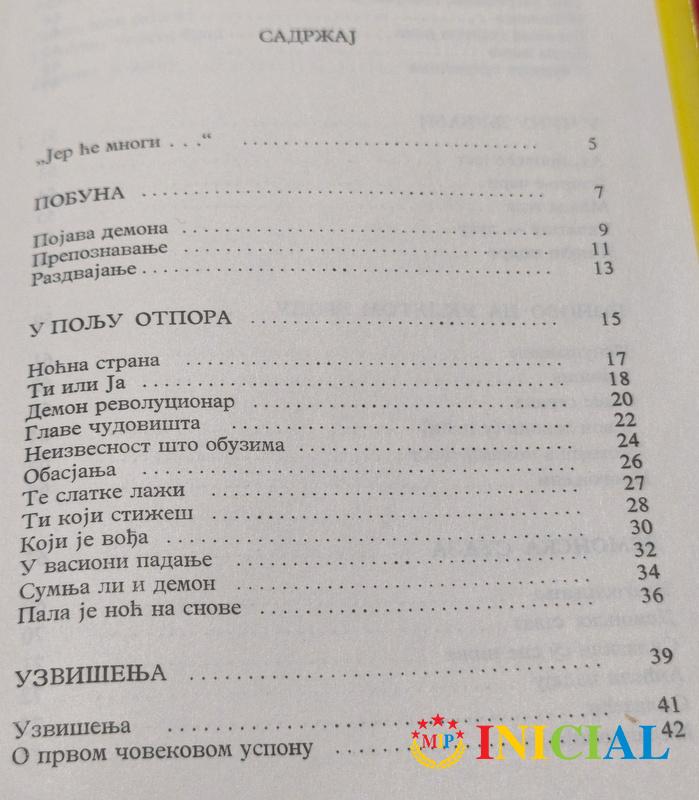 САДРЖАЈ
„Јер ће многи . . .“ . . . . . . . . . . . . . . . . . . . . 5
ПОБУНА . . . . . . . . . . . . . . . . . . . . 7
Појава демона . . . . . . . . . . . . . . . . . . . . 9
Препознавање . . . . . . . . . . . . . . . . . . . . 11
Раздвајање . . . . . . . . . . . . . . . . . . . . 13
У ПОЉУ ОТПОРА . . . . . . . . . . . . . . . . . . . . 15
Ноћна страна . . . . . . . . . . . . . . . . . . . . 17
Ти или Ја . . . . . . . . . . . . . . . . . . . . 18
Демон револуционар . . . . . . . . . . . . . . . . . . . . 20
Главе чудовишта . . . . . . . . . . . . . . . . . . . . 22
Неизвесност што обузима . . . . . . . . . . . . . . . . . . . . 24
Обасјања . . . . . . . . . . . . . . . . . . . . 26
Те слатке лажи . . . . . . . . . . . . . . . . . . . . 27
Ти који стижеш . . . . . . . . . . . . . . . . . . . . 28
Који је вођа . . . . . . . . . . . . . . . . . . . . 30
У васиони падање . . . . . . . . . . . . . . . . . . . . 32
Сумња ли и демон . . . . . . . . . . . . . . . . . . . . 34
Пала је ноћ на снове . . . . . . . . . . . . . . . . . . . . 36
УЗВИШЕЊА . . . . . . . . . . . . . . . . . . . . 39
Узвишења . . . . . . . . . . . . . . . . . . . . 41
О првом човековом успону . . . . . . . . . . 42
MP INICIAL